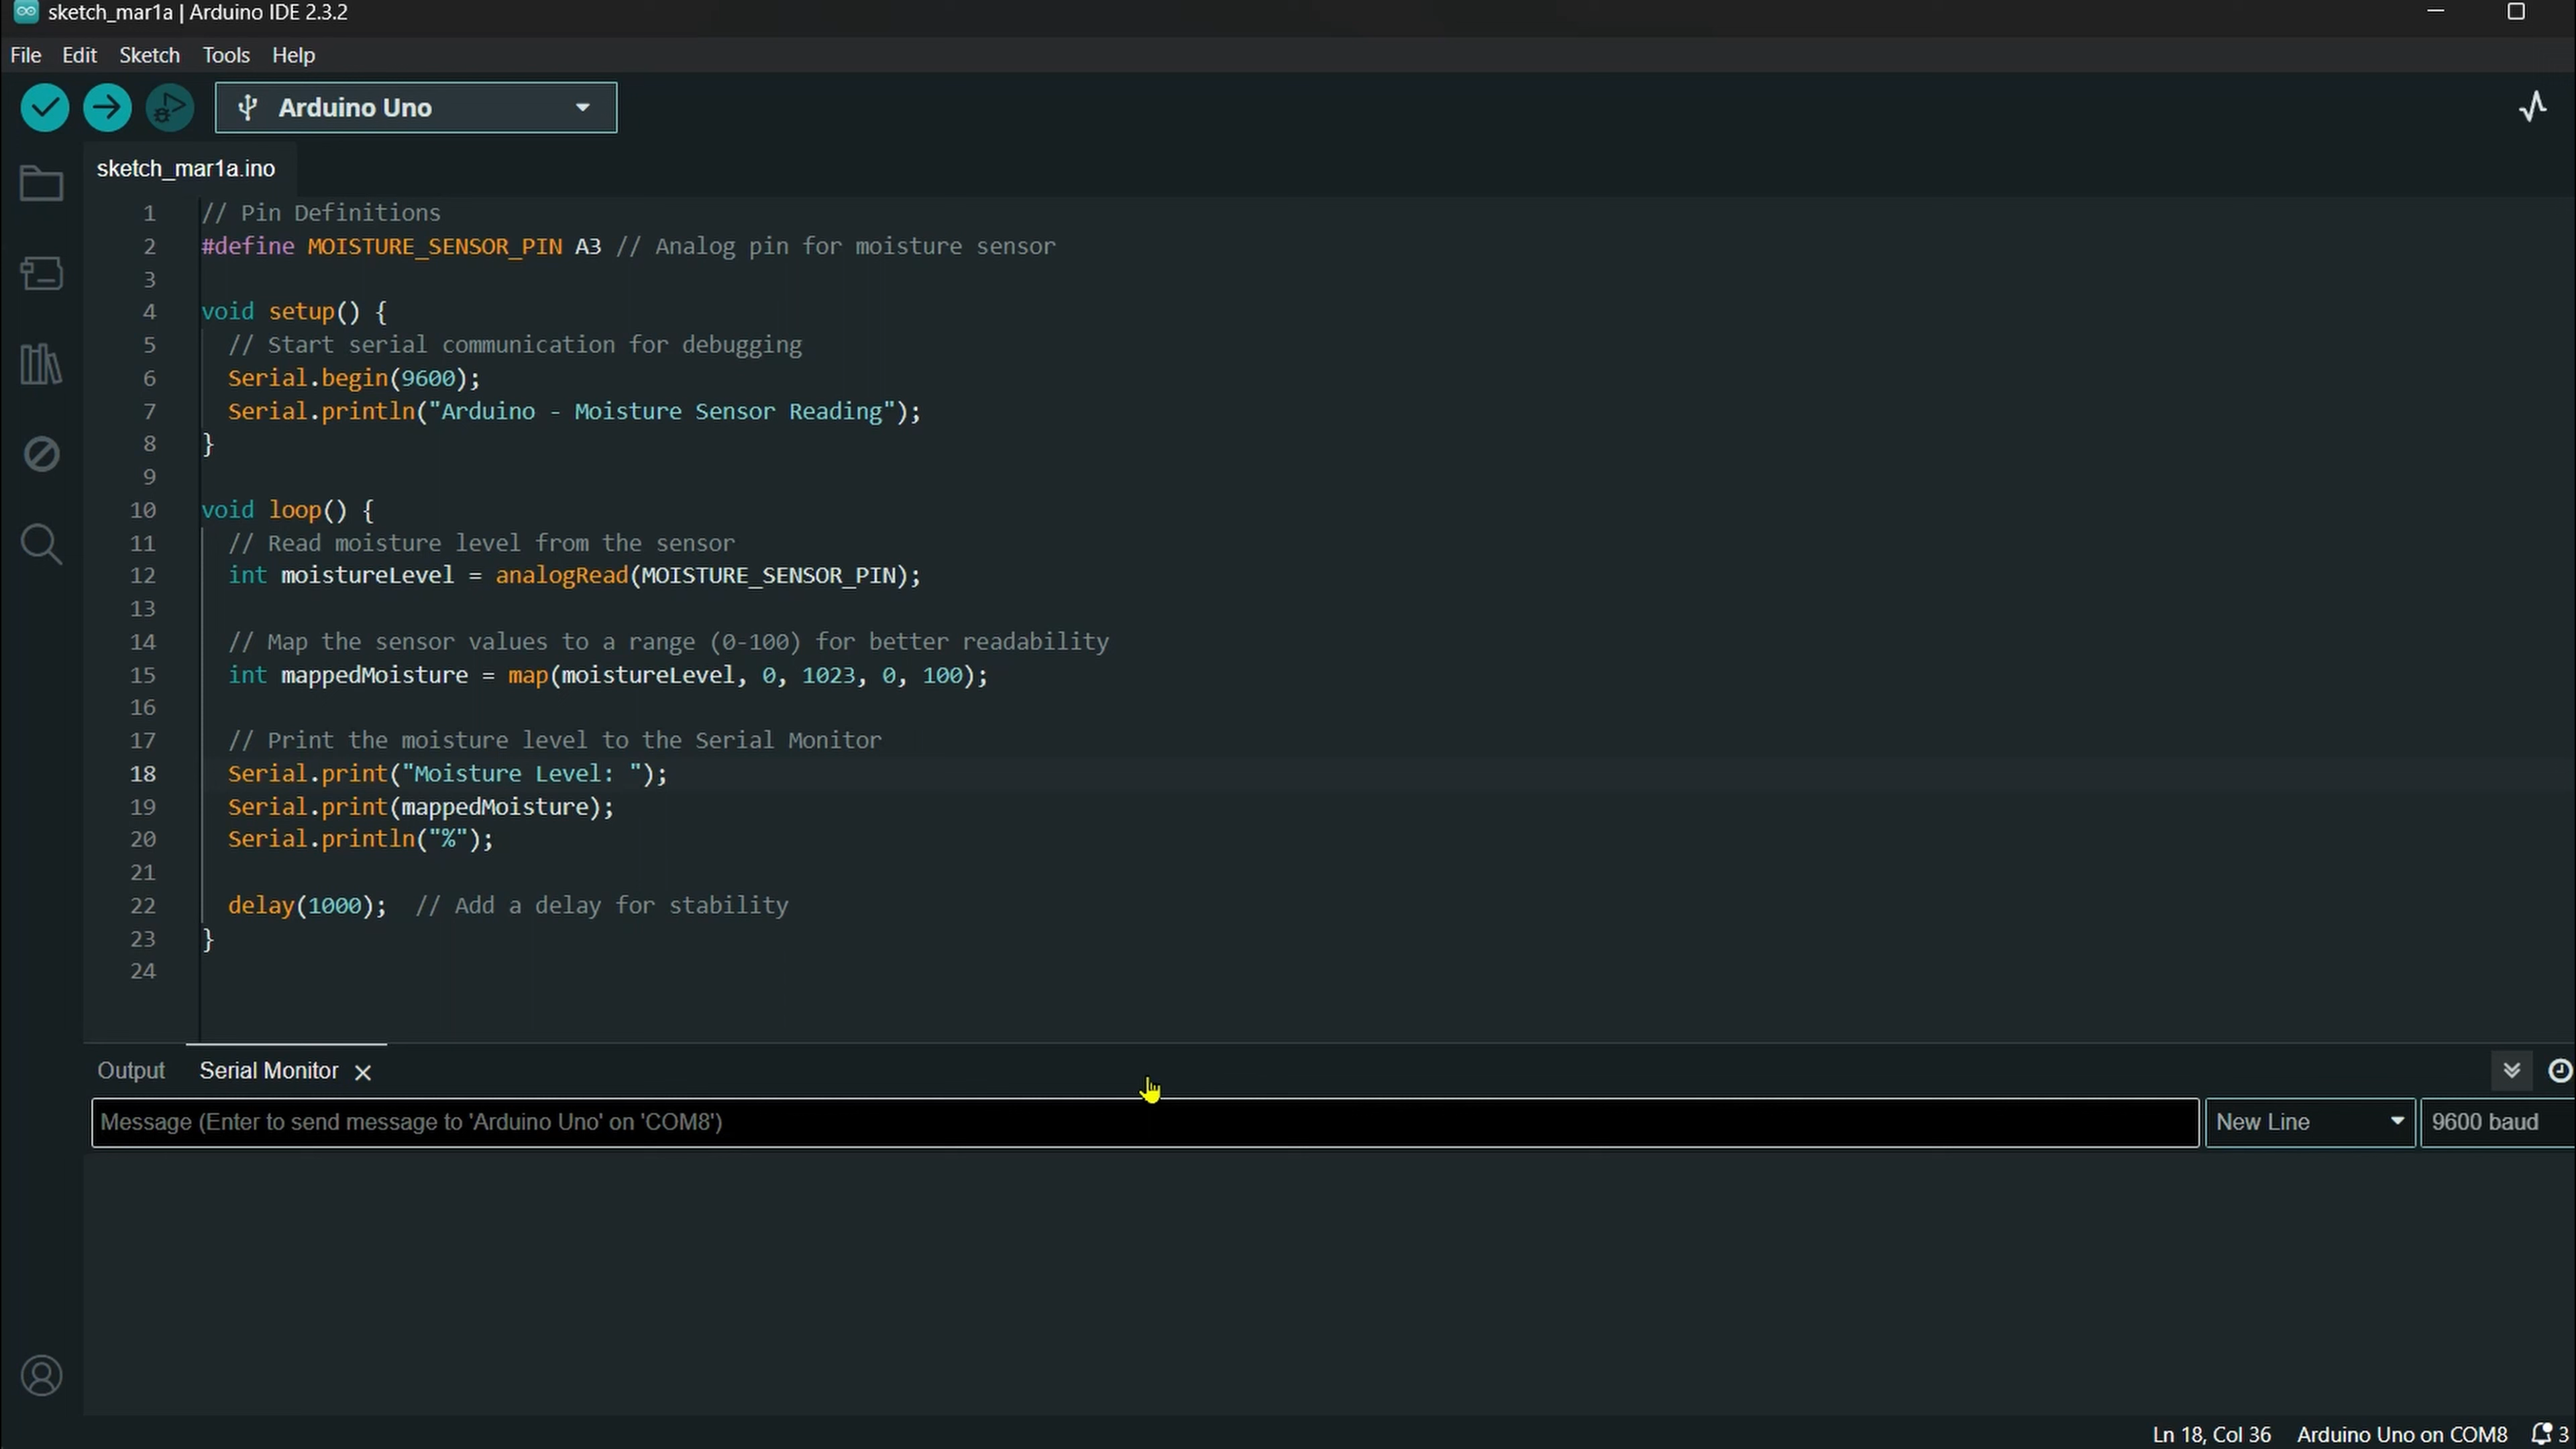 sketch_mar1a | Arduino IDE 2.3.2
File Edit Sketch Tools Help
Arduino Uno
sketch_mar1a.ino
1 // Pin Definitions
2 #define MOISTURE_SENSOR_PIN A3 // Analog pin for moisture sensor
3
4 void setup() {
5 // Start serial communication for debugging
6 Serial.begin(9600);
7 Serial.println("Arduino - Moisture Sensor Reading");
8 }
9
10 void loop() {
11 // Read moisture level from the sensor
12 int moistureLevel = analogRead(MOISTURE_SENSOR_PIN);
13
14 // Map the sensor values to a range (0-100) for better readability
15 int mappedMoisture = map(moistureLevel, 0, 1023, 0, 100);
16
17 // Print the moisture level to the Serial Monitor
18 Serial.print("Moisture Level: ");
19 Serial.print(mappedMoisture);
20 Serial.println("%");
21
22 delay(1000); // Add a delay for stability
23 }
24
Output Serial Monitor
Message (Enter to send message to 'Arduino Uno' on 'COM8') New Line 9600 baud
Ln 18, Col 36 Arduino Uno on COM8 3